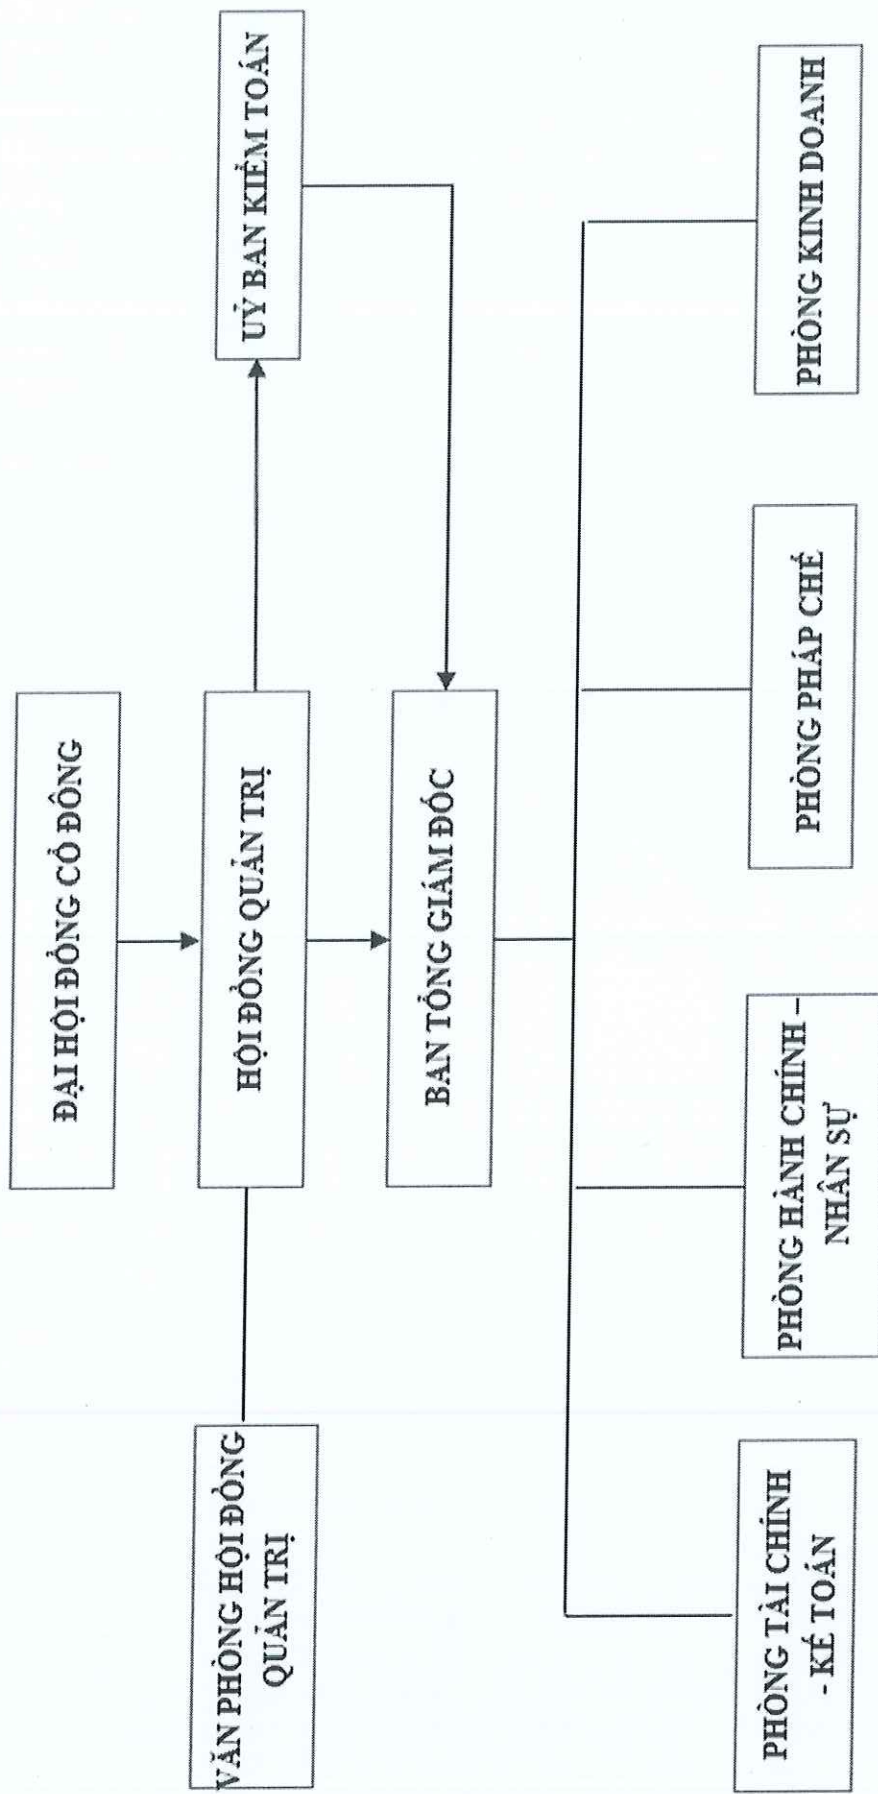 ĐẠI HỘI ĐỒNG CỔ ĐÔNG
VĂN PHÒNG HỘI ĐỒNG
QUẢN TRỊ
HỘI ĐỒNG QUẢN TRỊ
UỶ BAN KIỂM TOÁN
BAN TỔNG GIÁM ĐỐC
PHÒNG TÀI CHÍNH
- KẾ TOÁN
PHÒNG HÀNH CHÍNH –
NHÂN SỰ
PHÒNG PHÁP CHẾ
PHÒNG KINH DOANH